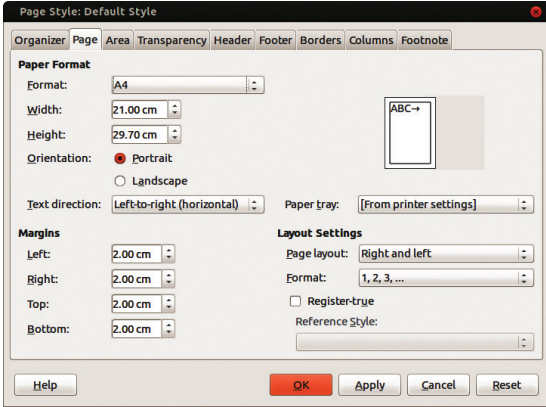 Page Style: Default Style
Organizer Page Area Transparency Header Footer Borders Columns Footnote
Paper Format
Format: A4
Width: 21.00 cm
Height: 29.70 cm
ABC→
Orientation: Portrait
Landscape
Text direction: Left-to-right (horizontal) Paper tray: [From printer settings]
Margins Layout Settings
Left: 2.00 cm Page layout: Right and left
Right: 2.00 cm Format: 1, 2, 3, ...
Top: 2.00 cm Register-true
Bottom: 2.00 cm Reference Style:
Help OK Apply Cancel Reset